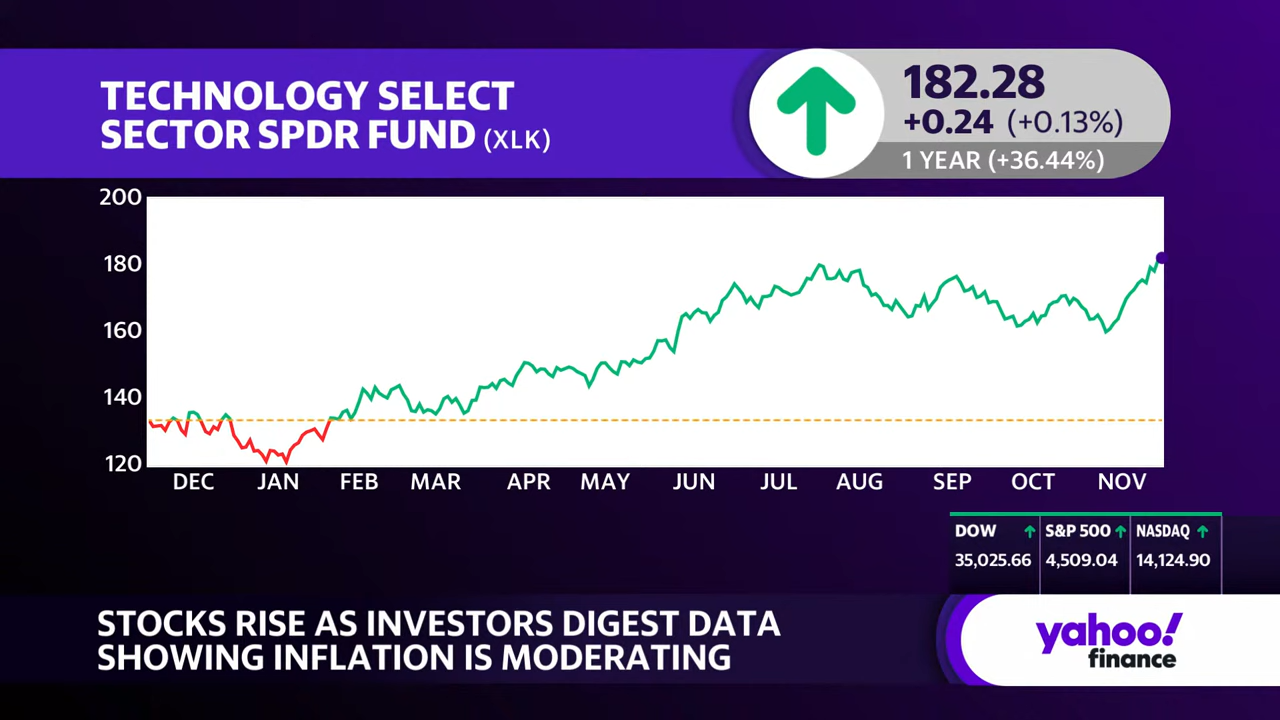 TECHNOLOGY SELECT
SECTOR SPDR FUND (XLK)
182.28
+0.24 (+0.13%)
1 YEAR (+36.44%)
200
180
160
140
120
DEC JAN FEB MAR APR MAY JUN JUL AUG SEP OCT NOV
DOW S&P 500 NASDAQ
35,025.66 4,509.04 14,124.90
STOCKS RISE AS INVESTORS DIGEST DATA
SHOWING INFLATION IS MODERATING
yahoo!
finance